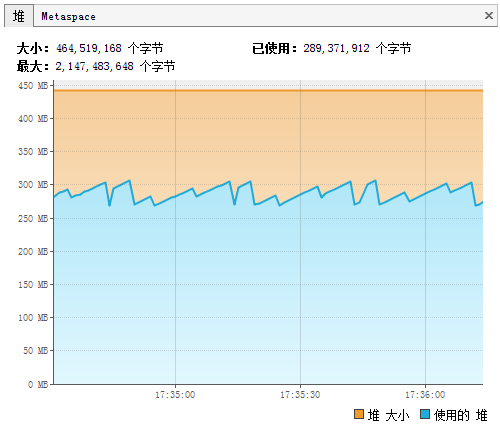 堆 Metaspace
大小: 464,519,168 个字节 已使用: 289,371,912 个字节
最大: 2,147,483,648 个字节
450 MB
400 MB
350 MB
300 MB
250 MB
200 MB
150 MB
100 MB
50 MB
0 MB
17:35:00 17:35:30 17:36:00
堆 大小 使用的 堆